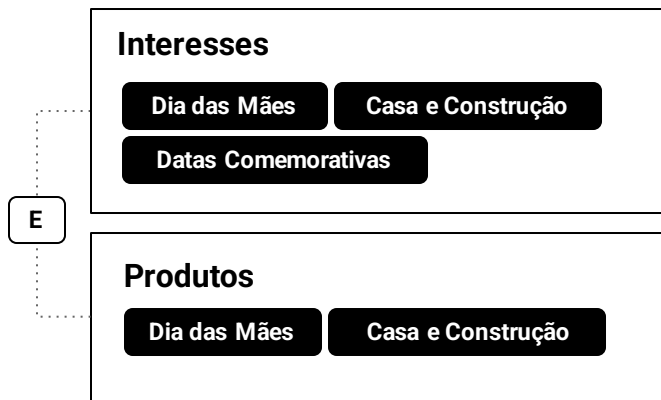 Interesses
Dia das Mães Casa e Construção
Datas Comemorativas
E
Produtos
Dia das Mães Casa e Construção